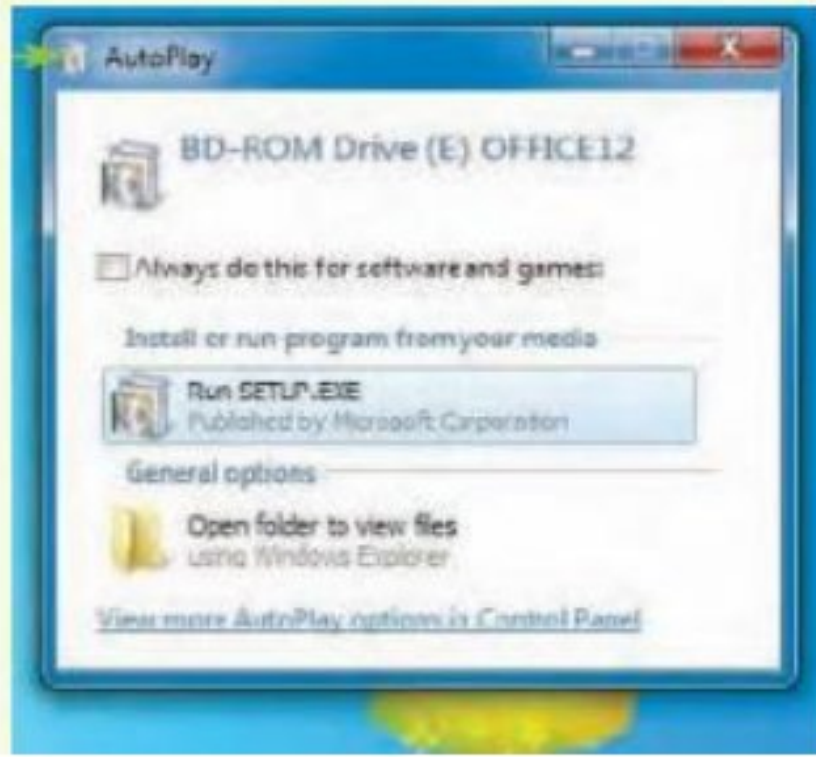 AutoPlay
BD-ROM Drive (E) OFFICE12
Always do this for software and games:
Install or run program from your media
Run SETUP.EXE
Published by Microsoft Corporation
General options
Open folder to view files
using Windows Explorer
View more AutoPlay options in Control Panel